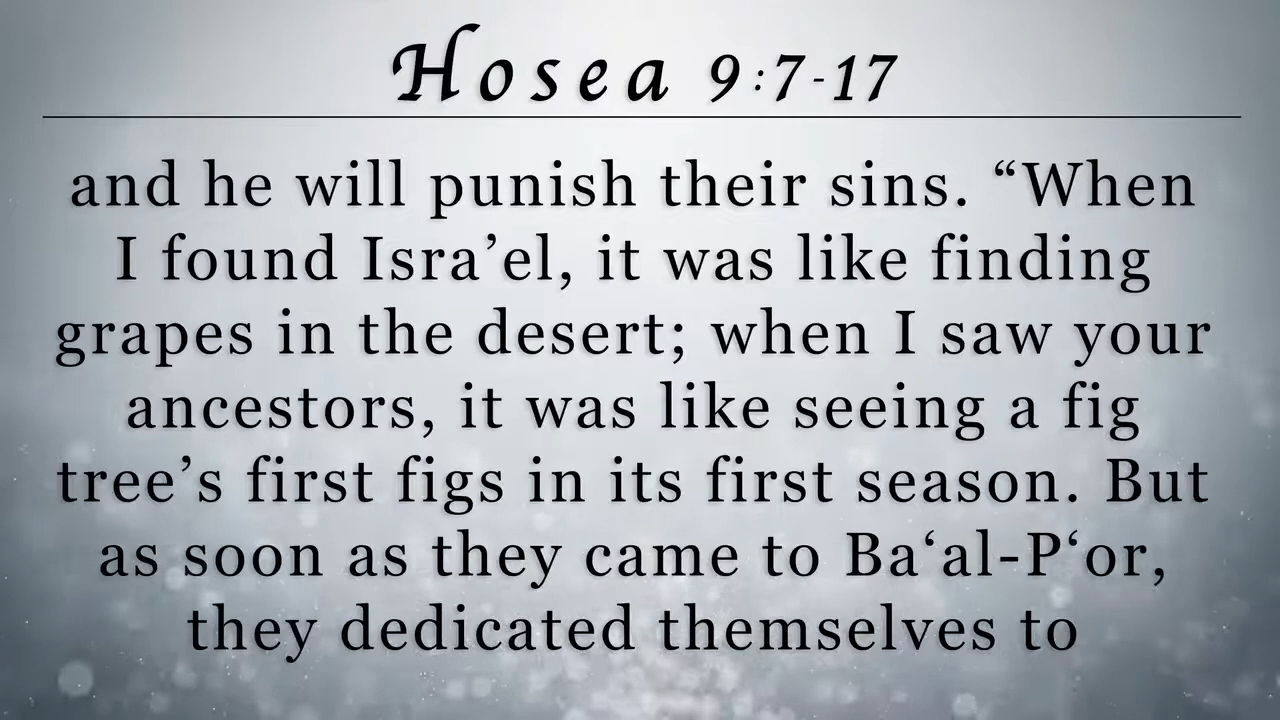 Hosea 9:7-17
and he will punish their sins. “When
I found Isra’el, it was like finding
grapes in the desert; when I saw your
ancestors, it was like seeing a fig
tree’s first figs in its first season. But
as soon as they came to Ba‘al-P‘or,
they dedicated themselves to